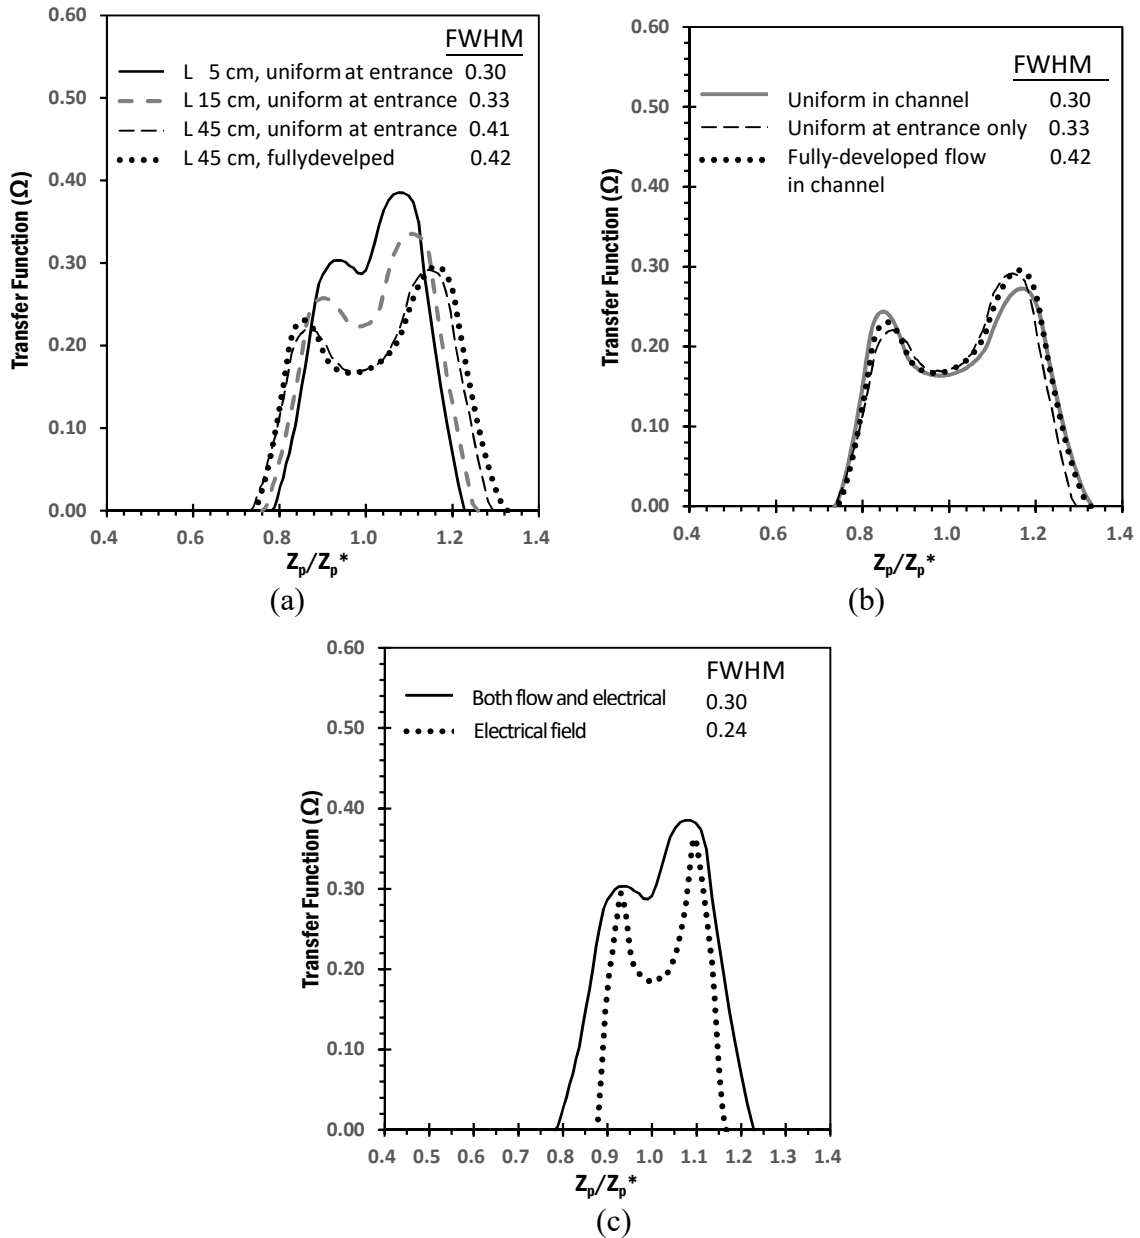 FWHM
L 5 cm, uniform at entrance 0.30
L 15 cm, uniform at entrance 0.33
L 45 cm, uniform at entrance 0.41
L 45 cm, fullydevelped 0.42
0.60
0.50
0.40
0.30
0.20
0.10
0.00
Transfer Function (Ω)
0.4 0.6 0.8 1.0 1.2 1.4
Zp/Zp*
(a)
FWHM
Uniform in channel 0.30
Uniform at entrance only 0.33
Fully-developed flow 0.42
in channel
0.60
0.50
0.40
0.30
0.20
0.10
0.00
Transfer Function (Ω)
0.4 0.6 0.8 1.0 1.2 1.4
Zp/Zp*
(b)
FWHM
Both flow and electrical 0.30
Electrical field 0.24
0.60
0.50
0.40
0.30
0.20
0.10
0.00
Transfer Function (Ω)
0.4 0.5 0.6 0.7 0.8 0.9 1.0 1.1 1.2 1.3 1.4
Zp/Zp*
(c)